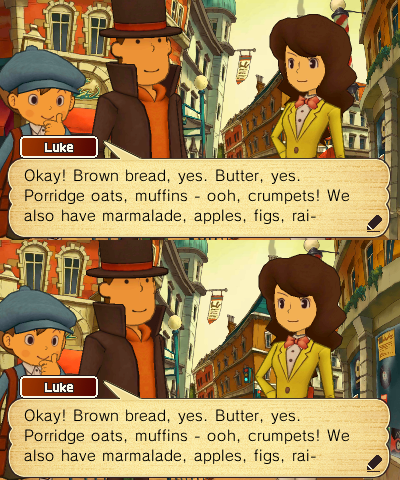 Luke
Okay! Brown bread, yes. Butter, yes.
Porridge oats, muffins - ooh, crumpets! We
also have marmalade, apples, figs, rai-
Luke
Okay! Brown bread, yes. Butter, yes.
Porridge oats, muffins - ooh, crumpets! We
also have marmalade, apples, figs, rai-